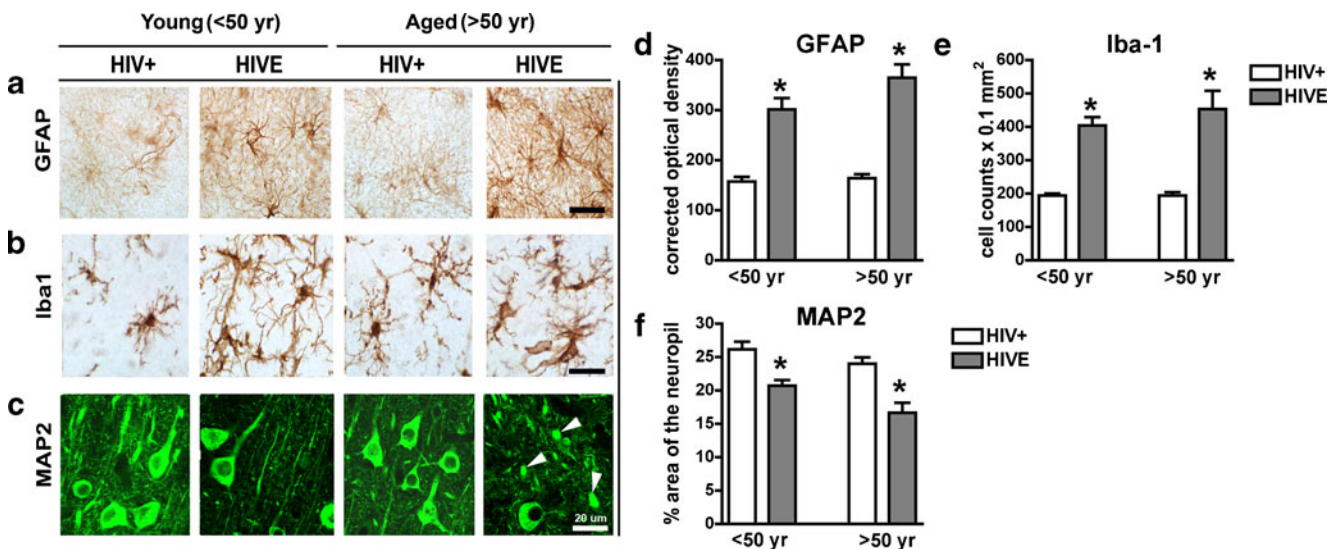 Young (<50 yr) Aged (>50 yr)
HIV+ HIVE HIV+ HIVE
a GFAP
b Iba1
c MAP2
20 um
d GFAP
corrected optical density
400
300
200
100
0
<50 yr >50 yr
* *
e Iba-1
cell counts x 0.1 mm²
600
500
400
300
200
100
0
<50 yr >50 yr
* *
HIV+
HIVE
f MAP2
% area of the neuropil
30
25
20
15
10
5
0
<50 yr >50 yr
* *
HIV+
HIVE